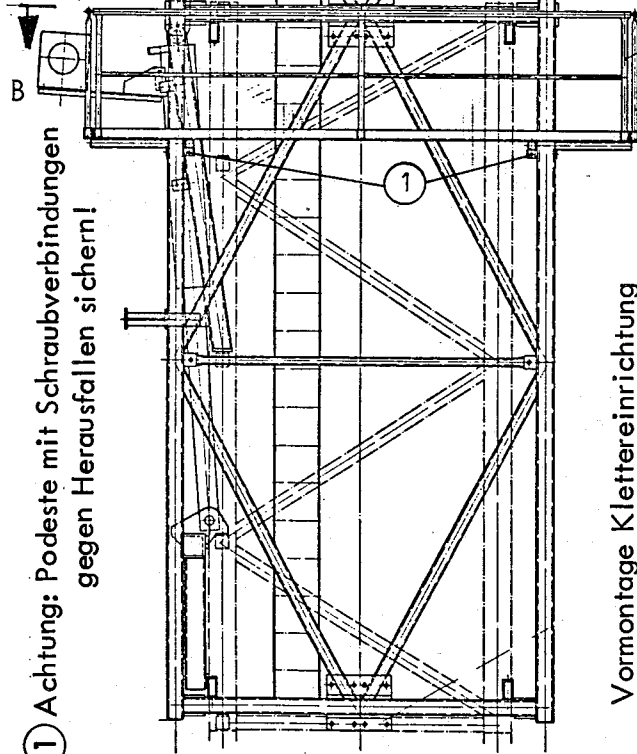 B
1
1 Achtung: Podeste mit Schraubverbindungen
gegen Herausfallen sichern!
Vormontage Klettereinrichtung